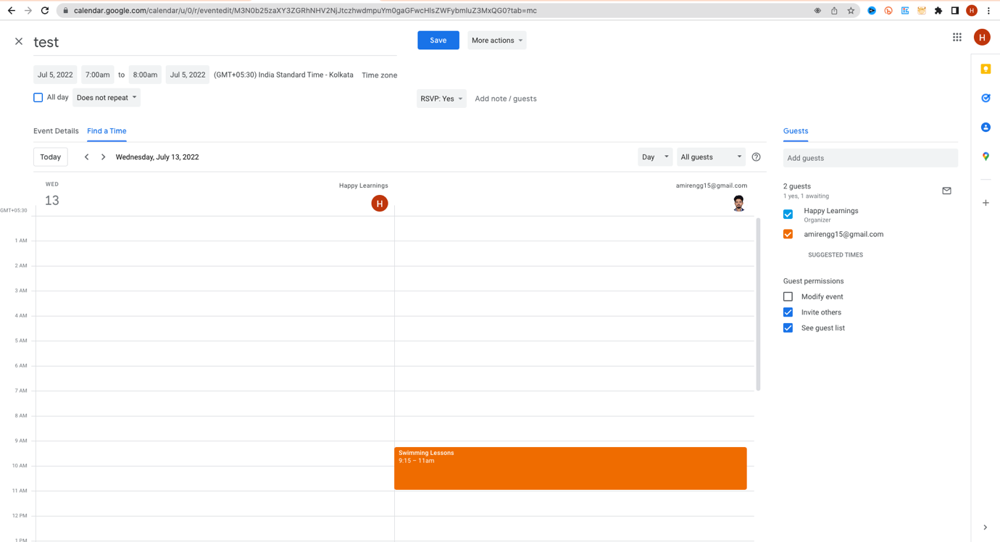 calendar.google.com/calendar/u/0/r/eventedit/M3N0b25zaXY3ZGRhNHV2NjJtczhwdmpuYm0gaGFwcHlsZWFybmluZ3MxQG0?tab=mc
H
test
Save
More actions
H
Jul 5, 2022 7:00am to 8:00am Jul 5, 2022 (GMT+05:30) India Standard Time - Kolkata Time zone
All day Does not repeat
RSVP: Yes Add note / guests
Event Details Find a Time
Guests
Today Wednesday, July 13, 2022 Day All guests
Add guests
WED
13
Happy Learnings
H
amirengg15@gmail.com
2 guests
1 yes, 1 awaiting
Happy Learnings
Organizer
amirengg15@gmail.com
SUGGESTED TIMES
Guest permissions
Modify event
Invite others
See guest list
GMT+05:30
1 AM
2 AM
3 AM
4 AM
5 AM
6 AM
7 AM
8 AM
9 AM
Swimming Lessons
9:15 – 11am
10 AM
11 AM
12 PM
1 PM